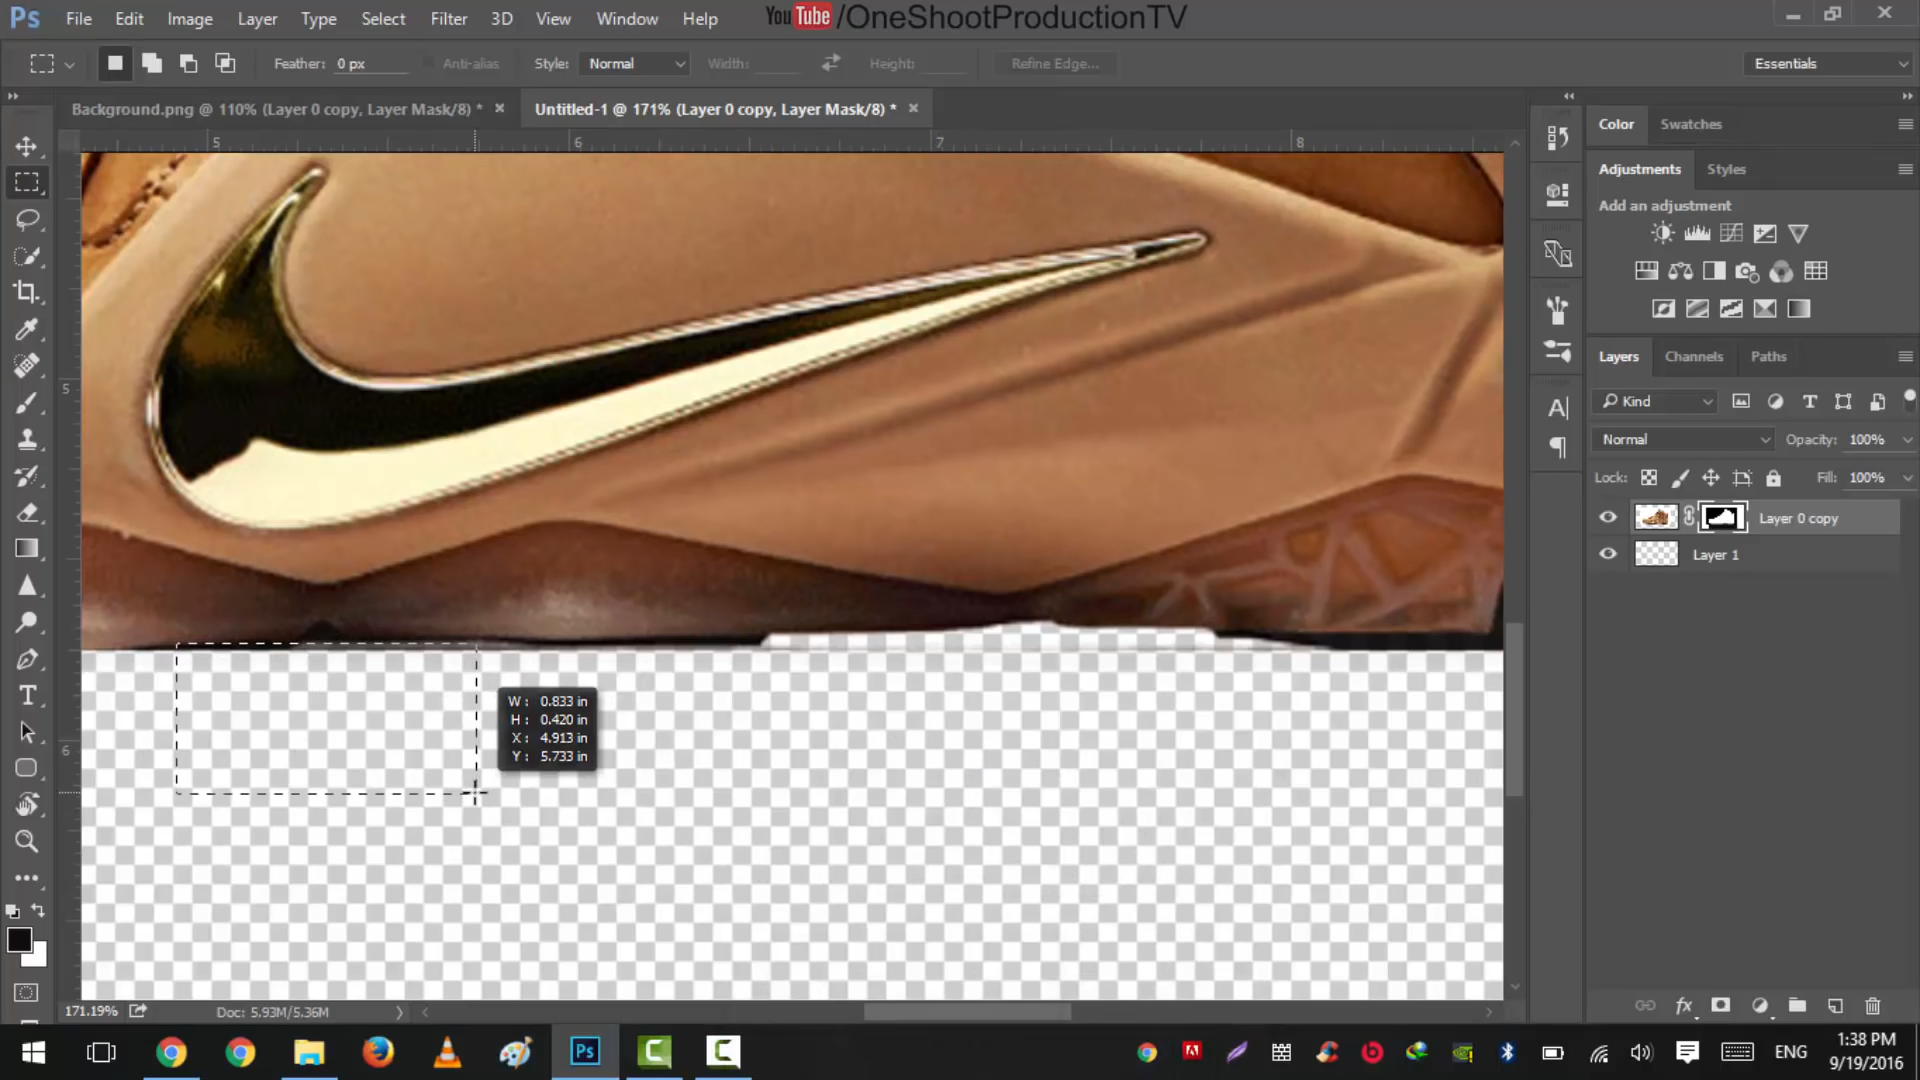 Ps File Edit Image Layer Type Select Filter 3D View Window Help
YouTube/OneShootProductionTV
Feather: 0 px Anti-alias Style: Normal Width: Height: Refine Edge... Essentials
Background.png @ 110% (Layer 0 copy, Layer Mask/8) *
Untitled-1 @ 171% (Layer 0 copy, Layer Mask/8) *
5 6 7 8
5
6
W: 0.833 in
H: 0.420 in
X: 4.913 in
Y: 5.733 in
Color Swatches
Adjustments Styles
Add an adjustment
Layers Channels Paths
Kind
Normal Opacity: 100%
Lock: Fill: 100%
Layer 0 copy
Layer 1
fx
171.19% Doc: 5.93M/5.36M
Ps
ENG
1:38 PM
9/19/2016